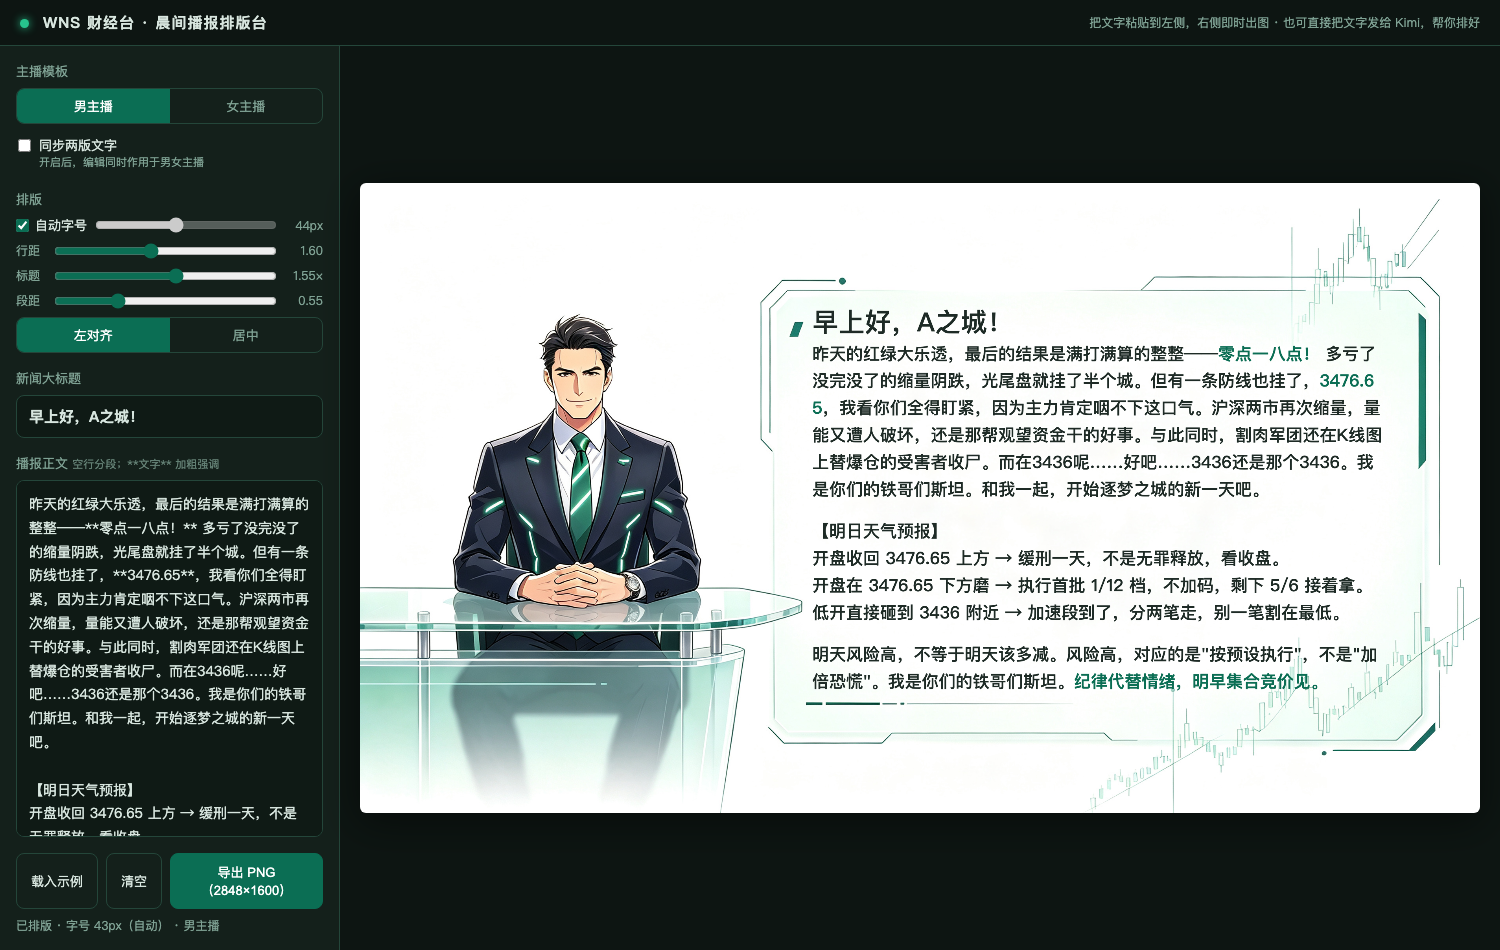 WNS 财经台 · 晨间播报排版台
把文字粘贴到左侧，右侧即时出图 · 也可直接把文字发给 Kimi，帮你排好
主播模板
男主播
女主播
同步两版文字
开启后，编辑同时作用于男女主播
排版
自动字号
44px
行距
1.60
标题
1.55×
段距
0.55
左对齐
居中
新闻大标题
早上好，A之城！
播报正文 空行分段；**文字** 加粗强调
昨天的红绿大乐透，最后的结果是满打满算的
整整——**零点一八点！** 多亏了没完没了
的缩量阴跌，光尾盘就挂了半个城。但有一条
防线也挂了，**3476.65**，我看你们全得盯
紧，因为主力肯定咽不下这口气。沪深两市再
次缩量，量能又遭人破坏，还是那帮观望资金
干的好事。与此同时，割肉军团还在K线图上
替爆仓的受害者收尸。而在3436呢……好
吧……3436还是那个3436。我是你们的铁哥
们斯坦。和我一起，开始逐梦之城的新一天
吧。
【明日天气预报】
开盘收回 3476.65 上方 → 缓刑一天，不是
无罪释放，看收盘。
载入示例
清空
导出 PNG
（2848×1600）
已排版 · 字号 43px（自动） · 男主播
早上好，A之城！
昨天的红绿大乐透，最后的结果是满打满算的整整——零点一八点！ 多亏了
没完没了的缩量阴跌，光尾盘就挂了半个城。但有一条防线也挂了，3476.6
5，我看你们全得盯紧，因为主力肯定咽不下这口气。沪深两市再次缩量，量
能又遭人破坏，还是那帮观望资金干的好事。与此同时，割肉军团还在K线图
上替爆仓的受害者收尸。而在3436呢……好吧……3436还是那个3436。我
是你们的铁哥们斯坦。和我一起，开始逐梦之城的新一天吧。
【明日天气预报】
开盘收回 3476.65 上方 → 缓刑一天，不是无罪释放，看收盘。
开盘在 3476.65 下方磨 → 执行首批 1/12 档，不加码，剩下 5/6 接着拿。
低开直接砸到 3436 附近 → 加速段到了，分两笔走，别一笔割在最低。
明天风险高，不等于明天该多减。风险高，对应的是"按预设执行"，不是"加
倍恐慌"。我是你们的铁哥们斯坦。纪律代替情绪，明早集合竞价见。